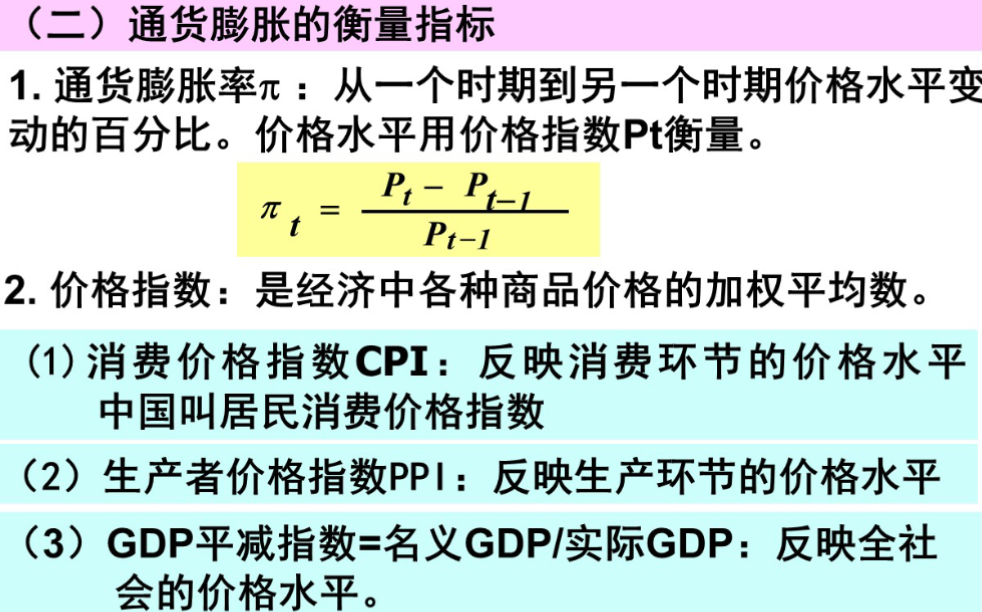 （二）通货膨胀的衡量指标
1. 通货膨胀率π ：从一个时期到另一个时期价格水平变
动的百分比。价格水平用价格指数Pt衡量。
π t = (Pt − Pt−1) / Pt−1
2. 价格指数：是经济中各种商品价格的加权平均数。
(1) 消费价格指数CPI：反映消费环节的价格水平
中国叫居民消费价格指数
（2）生产者价格指数PPI：反映生产环节的价格水平
（3）GDP平减指数=名义GDP/实际GDP：反映全社
会的价格水平。